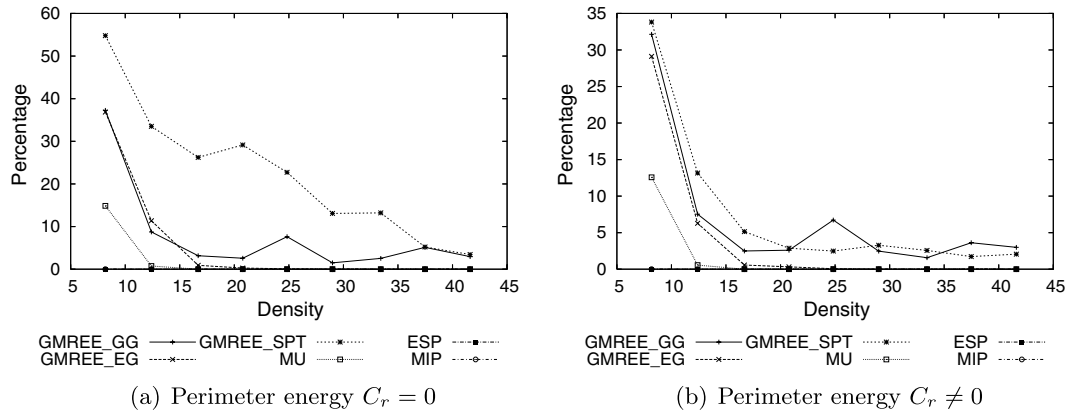 60
50
40
30
20
10
0
Percentage
5 10 15 20 25 30 35 40 45
Density
GMREE_GG GMREE_SPT ESP
GMREE_EG MU MIP
(a) Perimeter energy C_r = 0
35
30
25
20
15
10
5
0
Percentage
5 10 15 20 25 30 35 40 45
Density
GMREE_GG GMREE_SPT ESP
GMREE_EG MU MIP
(b) Perimeter energy C_r ≠ 0